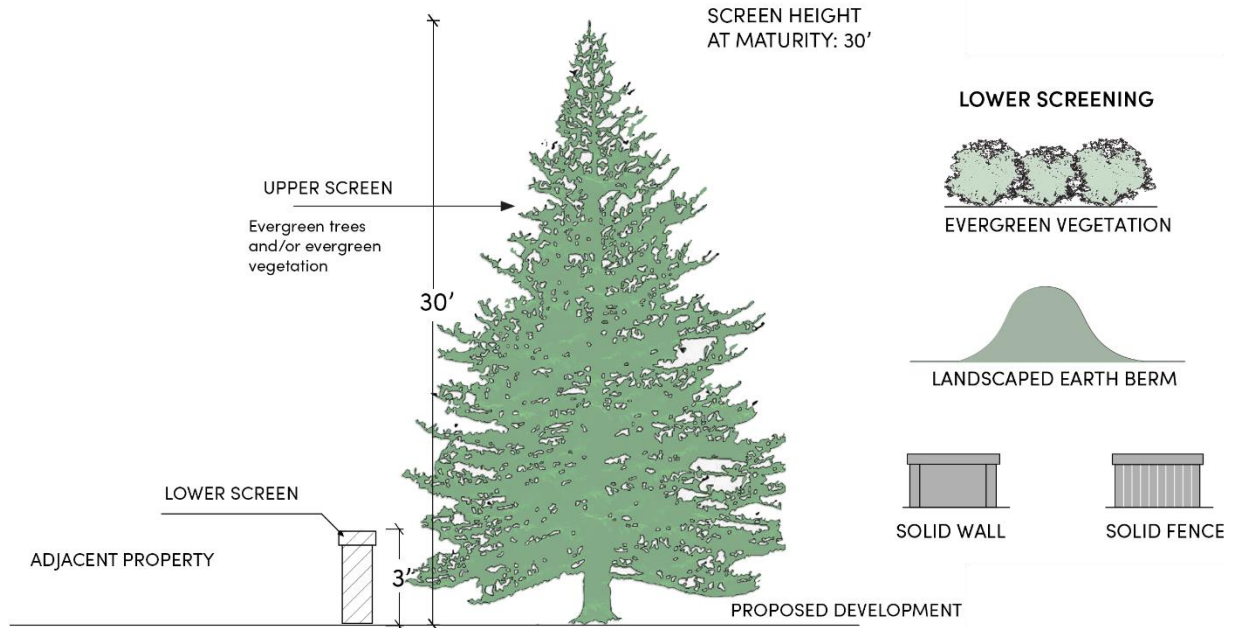 SCREEN HEIGHT
AT MATURITY: 30'
UPPER SCREEN
Evergreen trees
and/or evergreen
vegetation
30'
LOWER SCREEN
ADJACENT PROPERTY
3'
PROPOSED DEVELOPMENT
LOWER SCREENING
EVERGREEN VEGETATION
LANDSCAPED EARTH BERM
SOLID WALL
SOLID FENCE